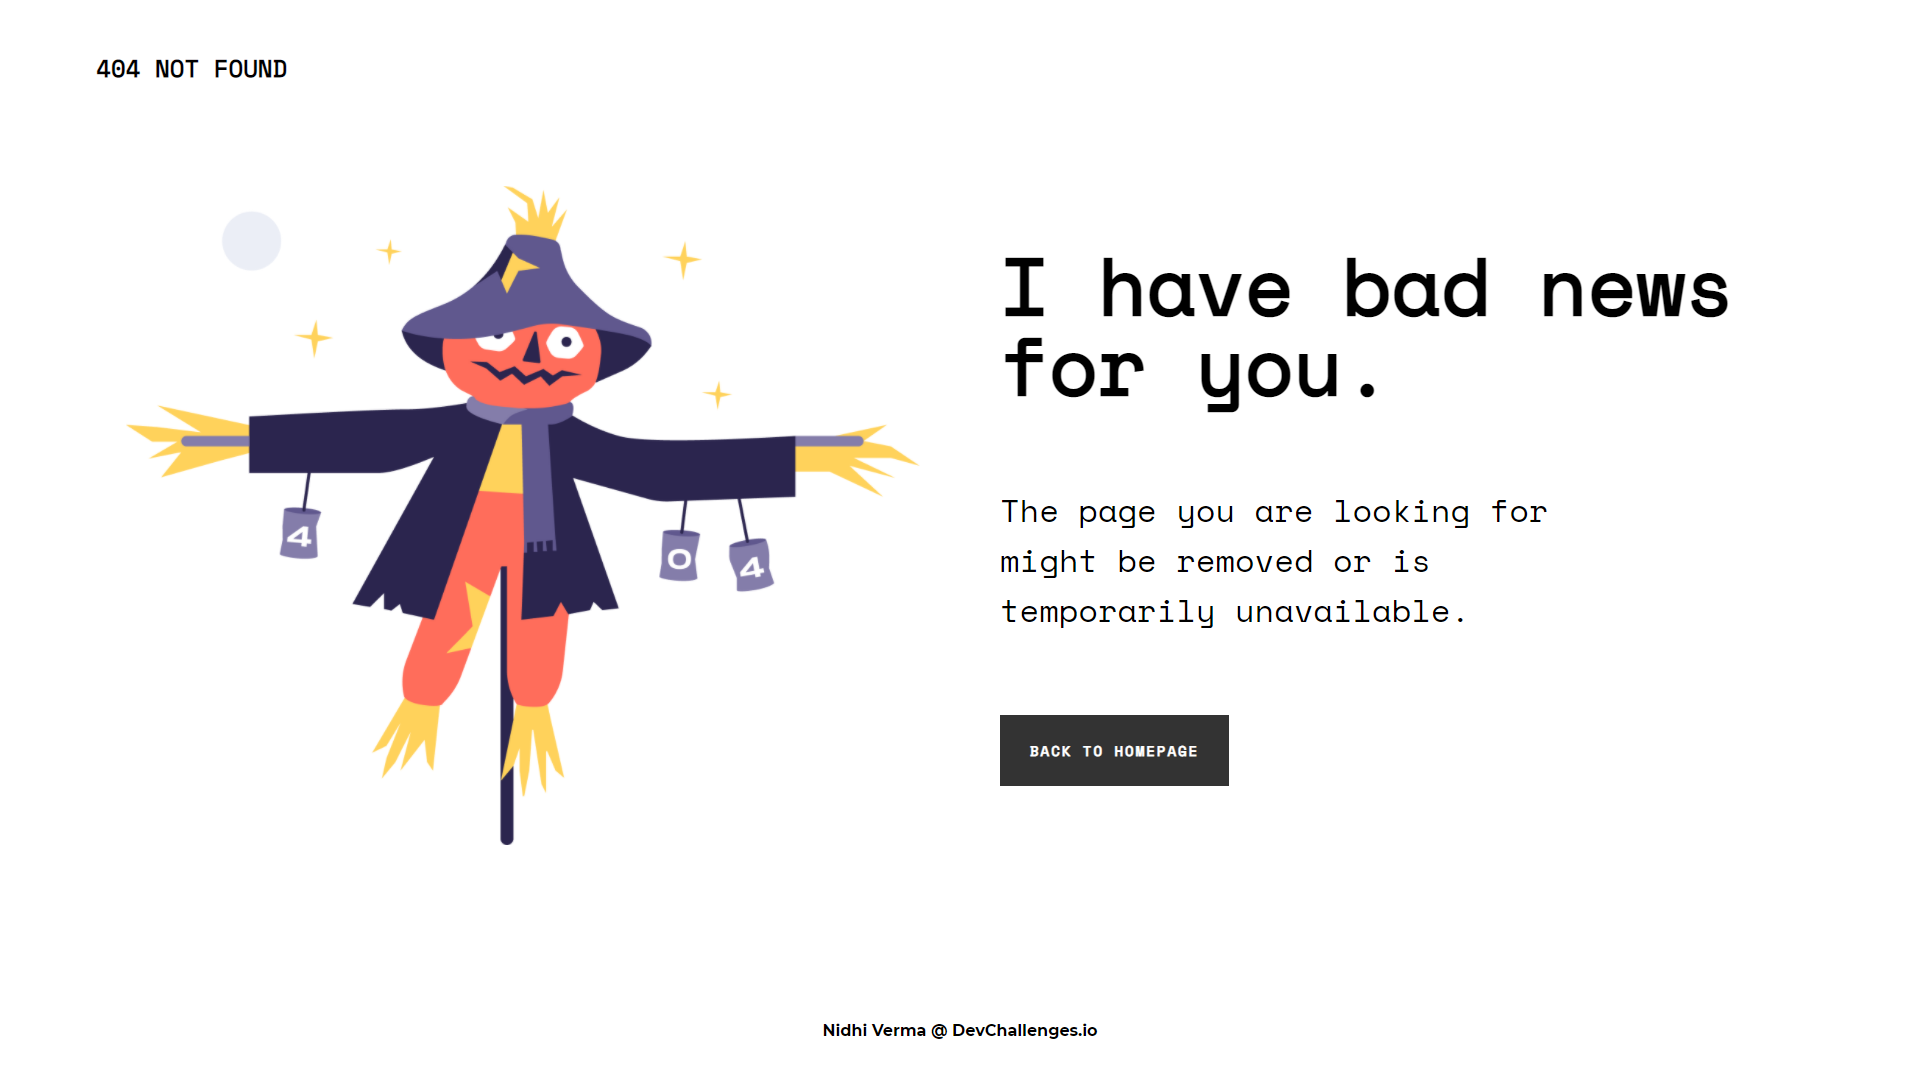 404 NOT FOUND
I have bad news
for you.
4
0
4
The page you are looking for
might be removed or is
temporarily unavailable.
BACK TO HOMEPAGE
Nidhi Verma @ DevChallenges.io